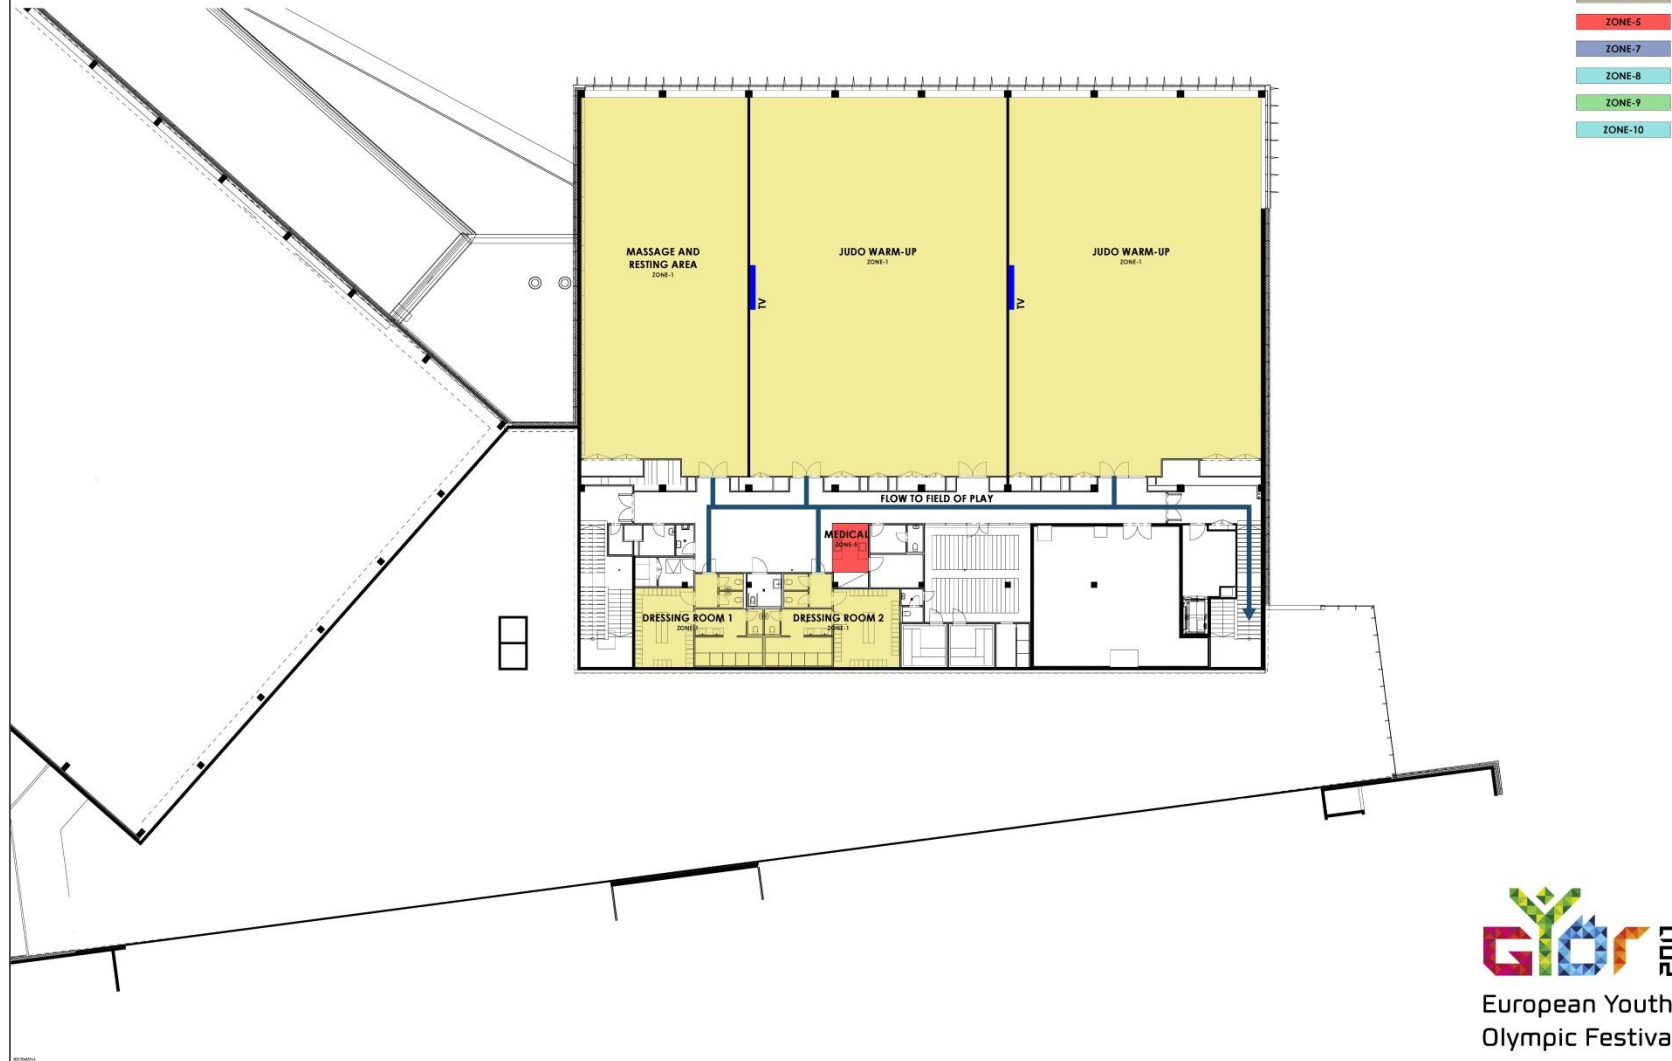 ZONE-5
ZONE-7
ZONE-8
ZONE-9
ZONE-10
MASSAGE AND
RESTING AREA
ZONE-1
JUDO WARM-UP
ZONE-1
JUDO WARM-UP
ZONE-1
TV
TV
FLOW TO FIELD OF PLAY
MEDICAL
ZONE-5
DRESSING ROOM 1
ZONE-1
DRESSING ROOM 2
ZONE-1
GYŐR
2017
European Youth
Olympic Festiva